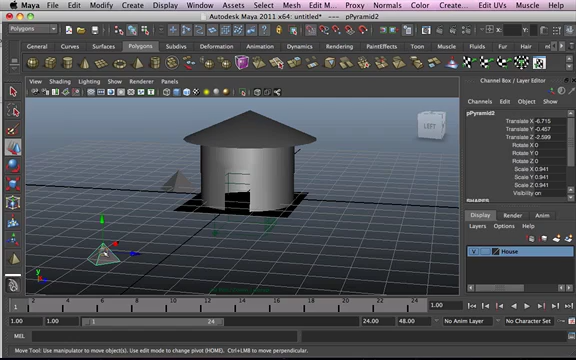 Maya File Edit Modify Create Display Window Assets Select Mesh Edit M... Proxy Normals Color Create... Edit UVs Muscle
Autodesk Maya 2011 x64: untitled* --- pPyramid2
Polygons
General Curves Surfaces Polygons Subdivs Deformation Animation Dynamics Rendering PaintEffects Toon Muscle Fluids Fur Hair
View Shading Lighting Show Renderer Panels
LEFT
y
Channel Box / Layer Editor
Channels Edit Object Show
pPyramid2
Translate X -6.715
Translate Y -0.457
Translate Z -2.599
Rotate X 0
Rotate Y 0
Rotate Z 0
Scale X 0.941
Scale Y 0.941
Scale Z 0.941
Visibility on
SHAPES
Display Render Anim
Layers Options Help
V House
2 4 6 8 10 12 14 16 18 20 22 24
1 1.00
1.00 1.00 1 24 24.00 48.00 No Anim Layer No Character Set
MEL
Move Tool: Use manipulator to move object(s). Use edit mode to change pivot (HOME). Ctrl+LMB to move perpendicular.